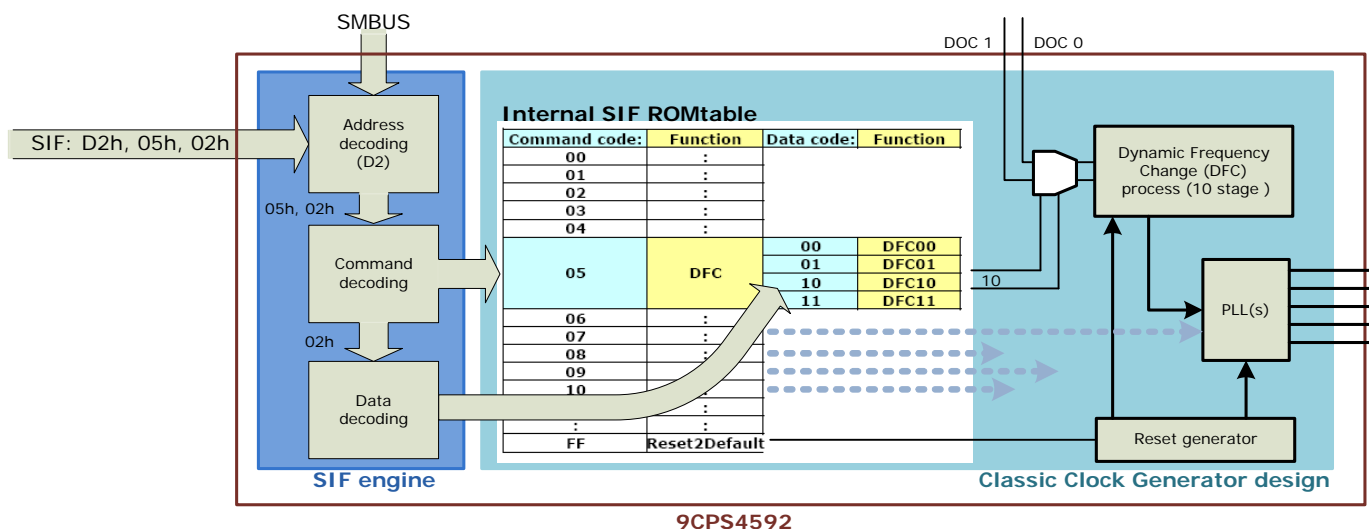 SMBUS
DOC 1 DOC 0
SIF: D2h, 05h, 02h
Address
decoding
(D2)
05h, 02h
Command
decoding
02h
Data
decoding
SIF engine
Internal SIF ROMtable
Command code: Function Data code: Function
00 :
01 :
02 :
03 :
04 :
05 DFC
00 DFC00
01 DFC01
10 DFC10
11 DFC11
06 :
07 :
08 :
09 :
10 :
: :
: :
FF Reset2Default
10
Dynamic Frequency
Change (DFC)
process (10 stage )
PLL(s)
Reset generator
Classic Clock Generator design
9CPS4592